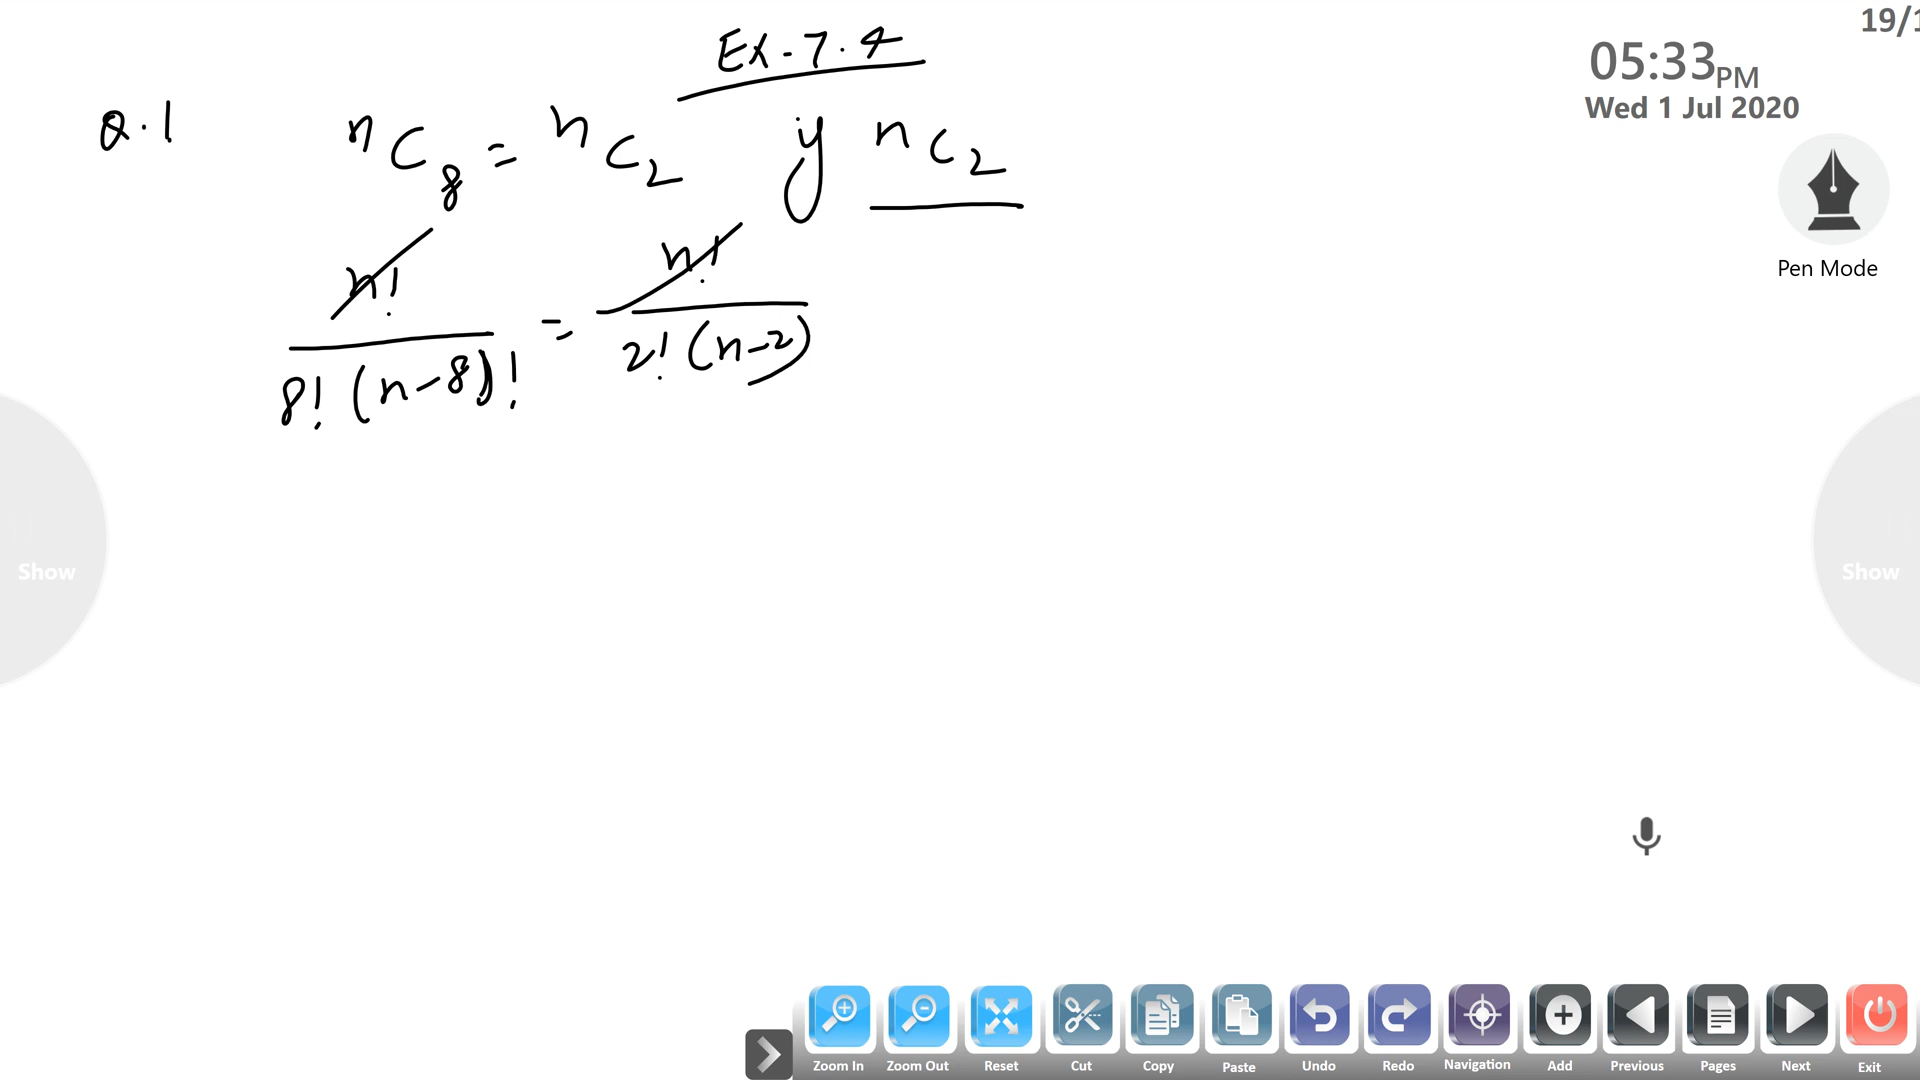 19/1
05:33PM
Wed 1 Jul 2020
Pen Mode
Ex-7.4
Q.1 ⁿC₈ = ⁿC₂ y ⁿC₂
n!/8!(n-8)! = n!/2!(n-2)
Show
Show
Zoom In Zoom Out Reset Cut Copy Paste Undo Redo Navigation Add Previous Pages Next Exit